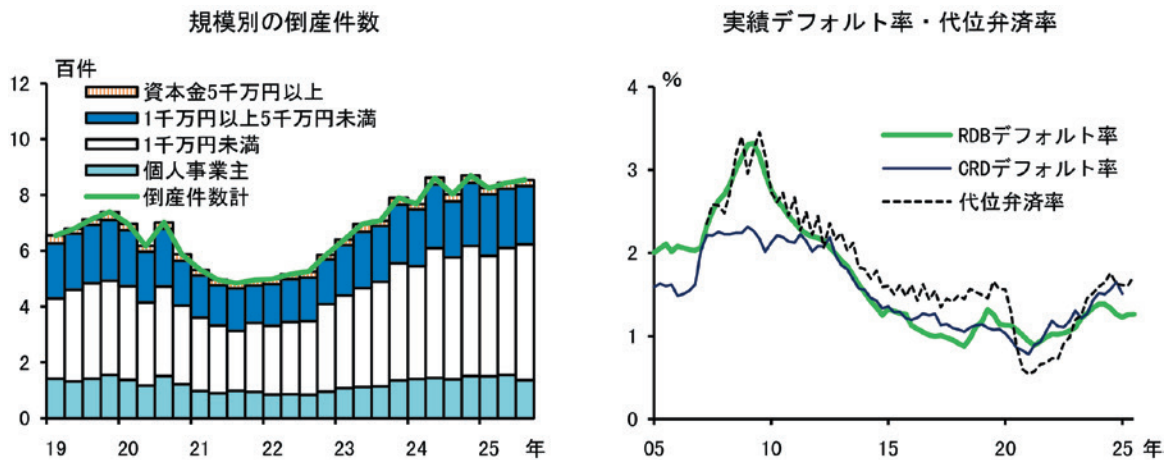 規模別の倒産件数
百件
12
10
8
6
4
2
0
資本金5千万円以上
1千万円以上5千万円未満
1千万円未満
個人事業主
倒産件数計
19 20 21 22 23 24 25 年
実績デフォルト率・代位弁済率
%
4
3
2
1
0
RDBデフォルト率
CRDデフォルト率
代位弁済率
05 10 15 20 25 年